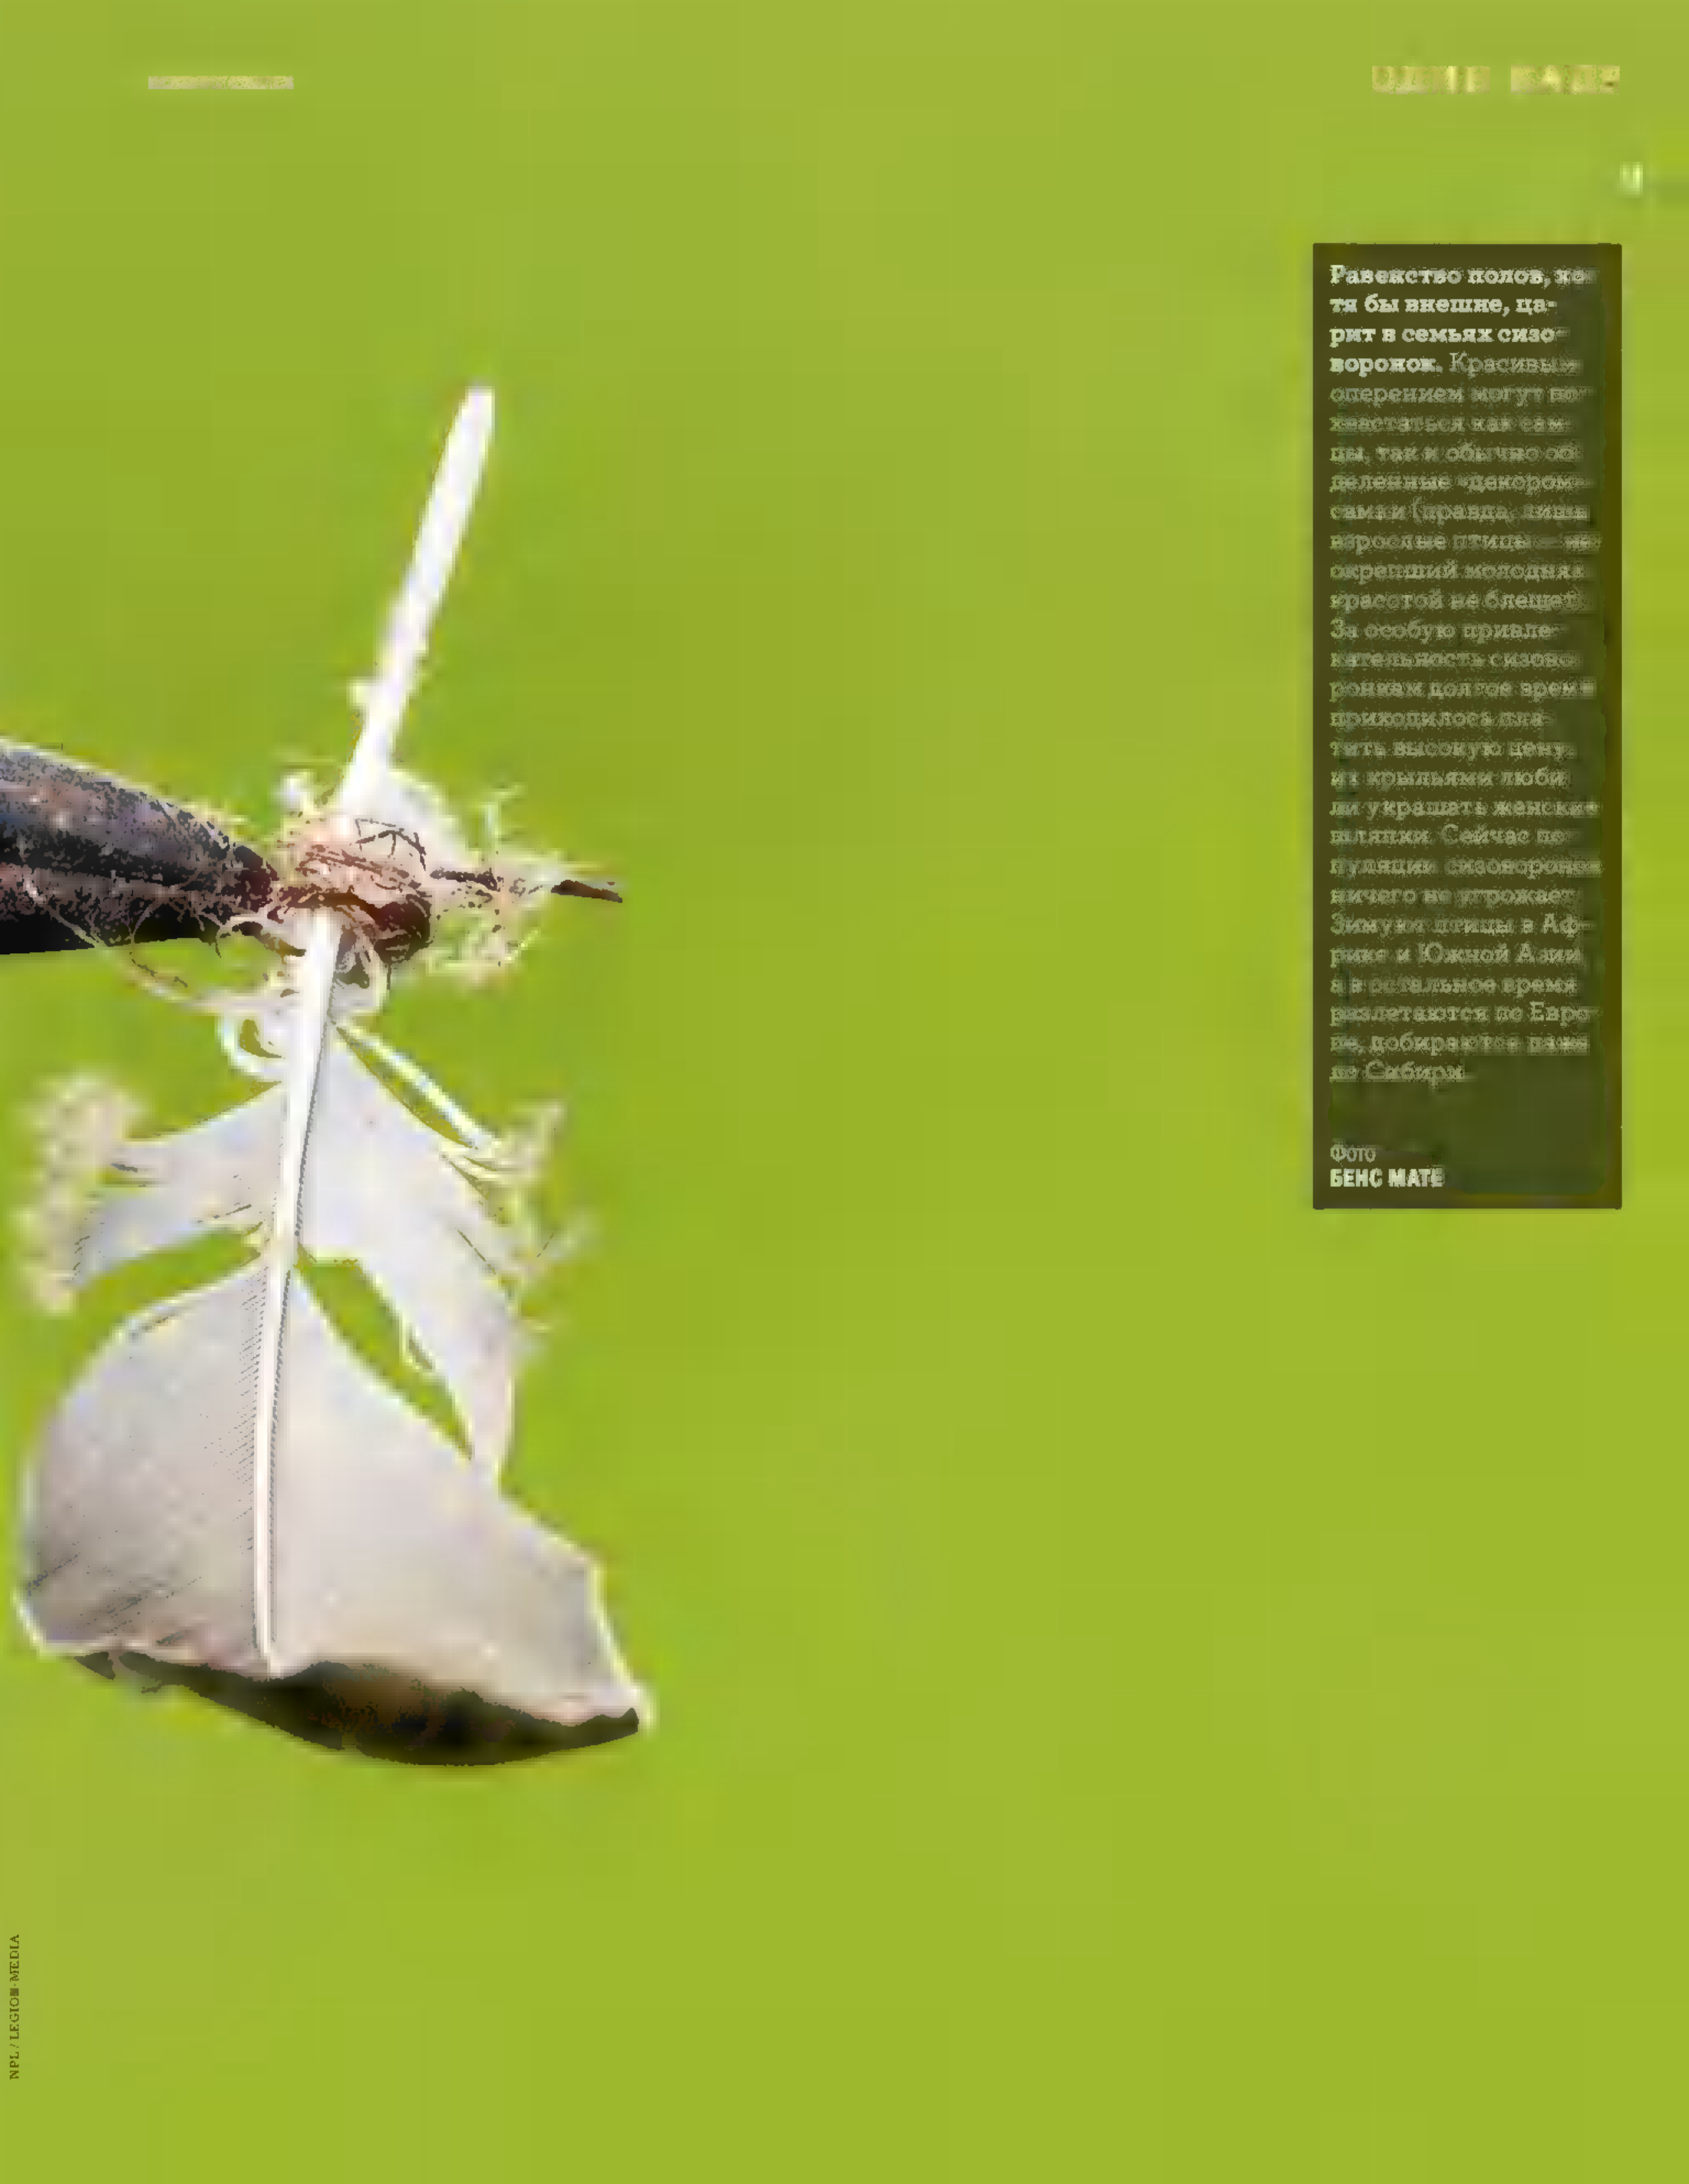 ОДИН КАДР
Равенство полов, хо-
тя бы внешне, ца-
рит в семьях сизо-
воронок. Красивым
оперением могут по-
хвастаться как сам-
цы, так и обычно об-
деленные «декором»
самки (правда, лишь
взрослые птицы — не-
окрепший молодняк
красотой не блещет).
За особую привле-
кательность сизово-
ронкам долгое время
приходилось пла-
тить высокую цену:
их крыльями люби-
ли украшать женские
шляпки. Сейчас по-
пуляции сизоворонки
ничего не угрожает.
Зимуют птицы в Аф-
рике и Южной Азии,
а в остальное время
разлетаются по Евро-
пе, добираются даже
до Сибири.
Фото
БЕНС МАТЕ
NPL / LEGION-MEDIA